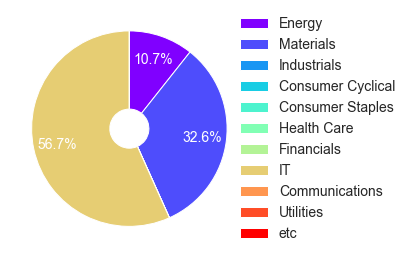 10.7%
32.6%
56.7%
Energy
Materials
Industrials
Consumer Cyclical
Consumer Staples
Health Care
Financials
IT
Communications
Utilities
etc